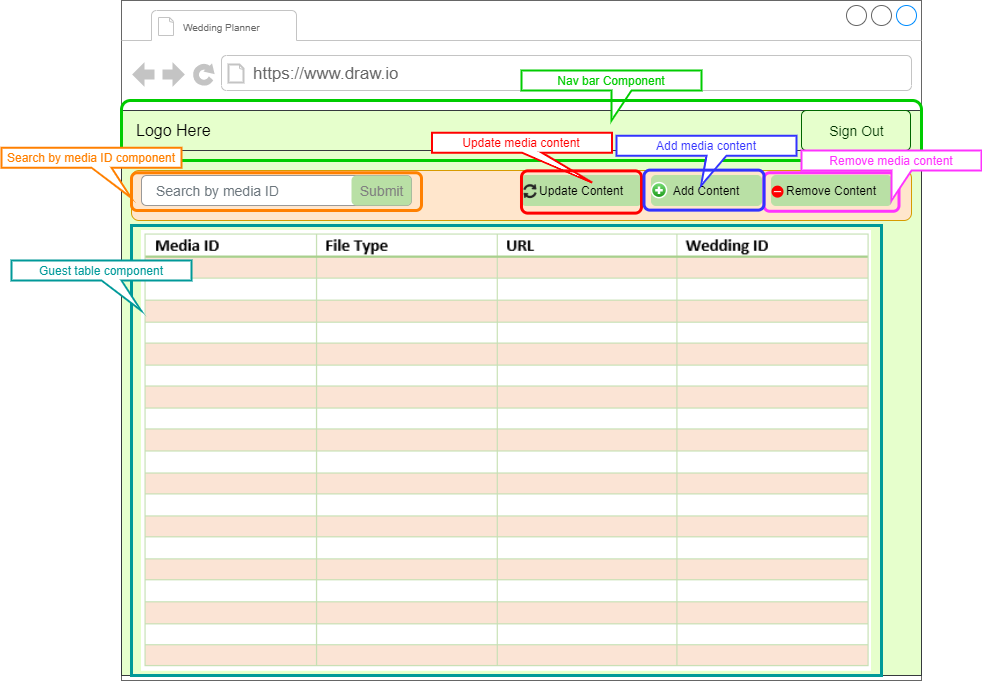 Wedding Planner
https://www.draw.io
Nav bar Component
Logo Here
Sign Out
Update media content
Add media content
Search by media ID component
Remove media content
Search by media ID
Submit
Update Content
Add Content
Remove Content
Media ID
File Type
URL
Wedding ID
Guest table component